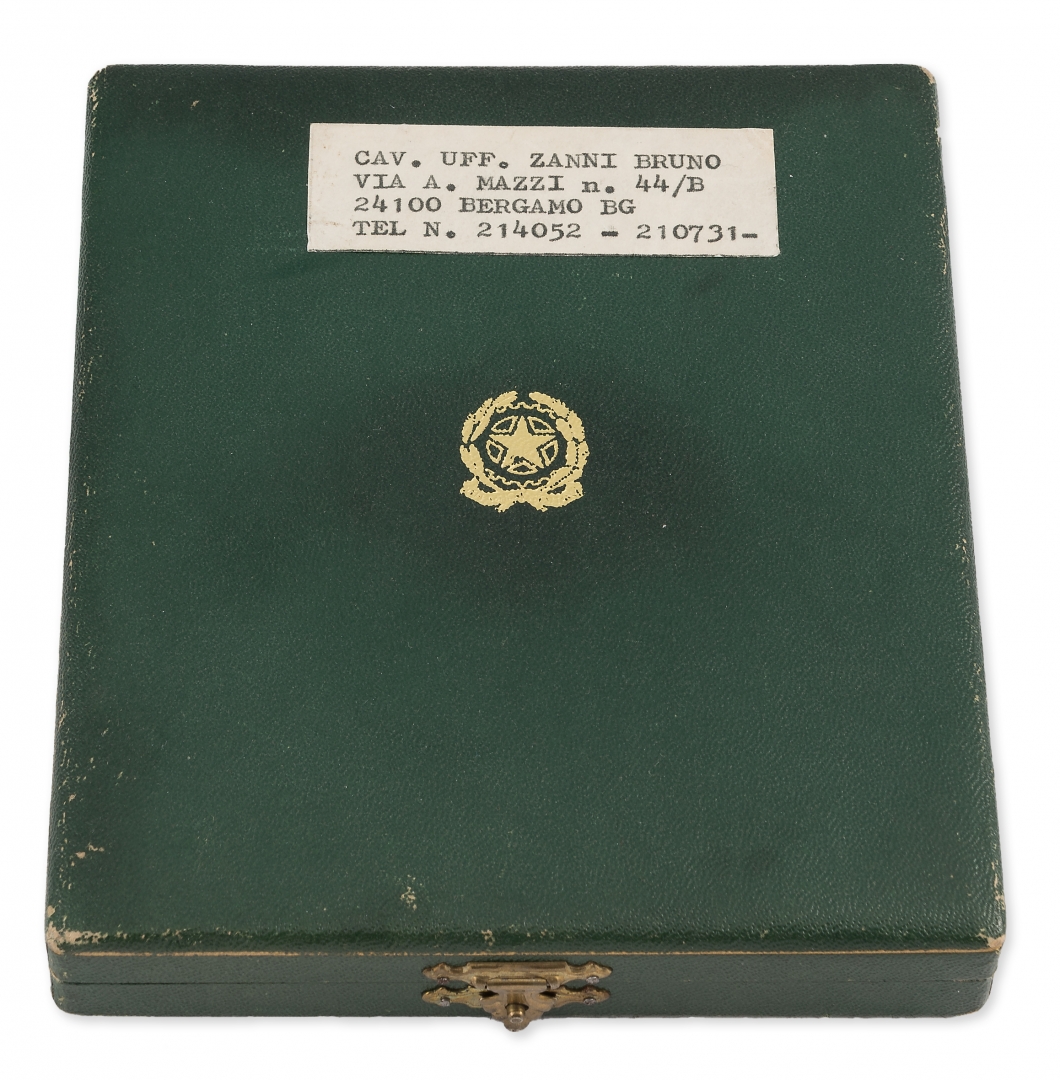 CAV. UFF. ZANNI BRUNO
VIA A. MAZZI n. 44/B
24100 BERGAMO BG
TEL N. 214052 - 210731-